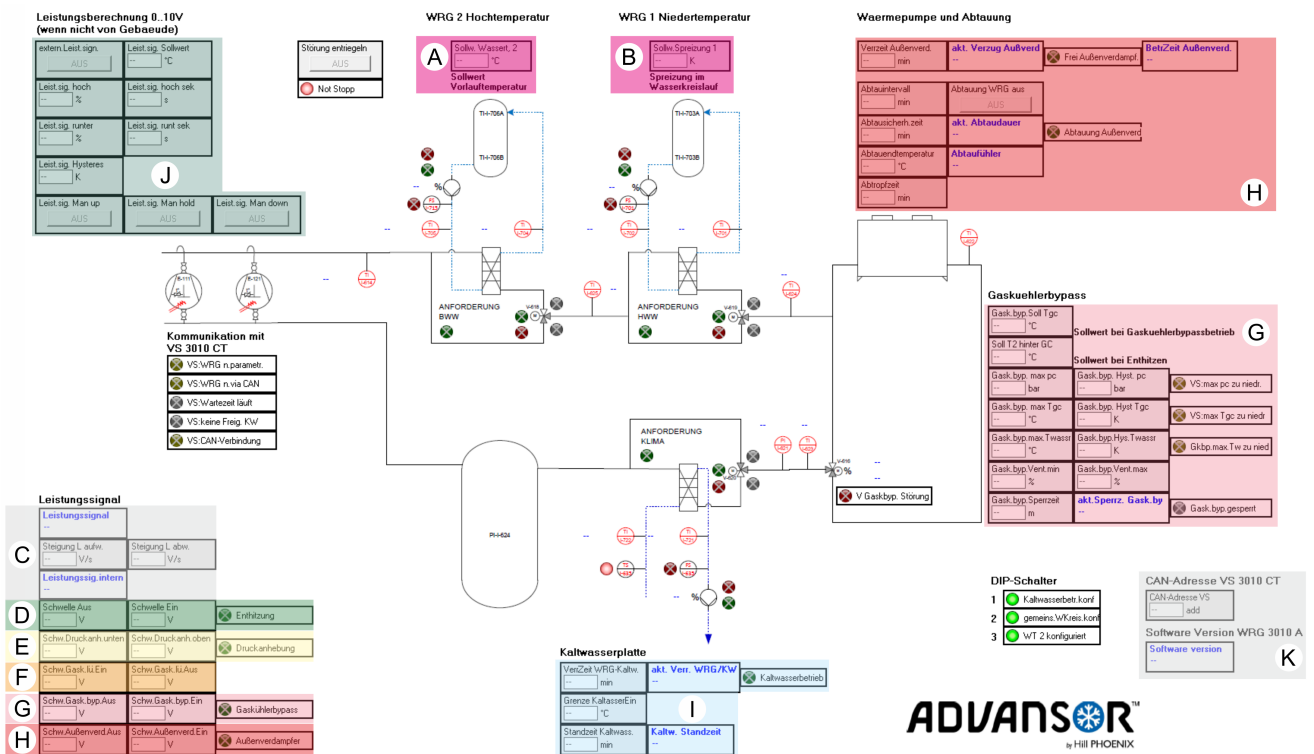 Leistungsberechnung 0..10V
(wenn nicht von Gebaeude)
extern.Leist.sign.
AUS
Leist.sig. Sollwert
-- °C
Leist.sig. hoch
-- %
Leist.sig. hoch sek
-- s
Leist.sig. runter
-- %
Leist.sig. runt sek
-- s
Leist.sig. Hysteres
-- K
J
Leist.sig. Man up
AUS
Leist.sig. Man hold
AUS
Leist.sig. Man down
AUS
Störung entriegeln
AUS
Not Stopp
WRG 2 Hochtemperatur
A
Sollw. Wassert, 2
-- °C
Sollwert
Vorlauftemperatur
TI-I-706A
TI-I-706B
WRG 1 Niedertemperatur
B
Sollw.Spreizung 1
-- K
Spreizung im
Wasserkreislauf
TI-I-703A
TI-I-703B
Waermepumpe und Abtauung
Verrzeit Außenverd.
-- min
akt. Verzug Außverd
--
Frei Außenverdampf.
BetrZeit Außenverd.
--
Abtauintervall
-- min
Abtauung WRG aus
AUS
Abtausicherh.zeit
-- min
akt. Abtaudauer
--
Abtauung Außenverd
Abtauendtemperatur
-- °C
Abtaufühler
--
Abtropfzeit
-- min
H
ANFORDERUNG
BWW
ANFORDERUNG
HWW
Kommunikation mit
VS 3010 CT
VS:WRG n.parametr.
VS:WRG n.via CAN
VS:Wartezeit läuft
VS:keine Freig. KW
VS:CAN-Verbindung
Gaskuehlerbypass
Gask.byp.Soll Tgc
-- °C
Sollwert bei Gaskuehlerbypassbetrieb
G
Soll T2 hinter GC
-- °C
Sollwert bei Enthitzen
Gask.byp. max pc
-- bar
Gask.byp. Hyst. pc
-- bar
VS:max pc zu niedr.
Gask.byp. max Tgc
-- °C
Gask.byp. Hyst Tgc
-- K
VS:max Tgc zu niedr
Gask.byp.max.Twassr
-- °C
Gask.byp.Hys.Twassr
-- K
Gkbp.max.Tw zu nied
Gask.byp.Vent.min
-- %
Gask.byp.Vent.max
-- %
Gask.byp.Sperrzeit
-- m
akt.Sperrz. Gask.by
--
Gask.byp.gesperrt
ANFORDERUNG
KLIMA
V Gaskbyp. Störung
PI-I-624
Leistungssignal
C
Leistungssignal
--
Steigung L aufw.
-- V/s
Steigung L abw.
-- V/s
Leistungssig.intern
--
D
Schwelle Aus
-- V
Schwelle Ein
-- V
Enthitzung
E
Schw.Druckanh.unten
-- V
Schw.Druckanh.oben
-- V
Druckanhebung
F
Schw.Gask.lü.Ein
-- V
Schw.Gask.lü.Aus
-- V
G
Schw.Gask.byp.Aus
-- V
Schw.Gask.byp.Ein
-- V
Gaskühlerbypass
H
Schw.Außenverd.Aus
-- V
Schw.Außenverd.Ein
-- V
Außenverdampfer
Kaltwasserplatte
VerrZeit WRG-Kaltw.
-- min
akt. Verr. WRG/KW
--
Kaltwasserbetrieb
Grenze KaltasserEin
-- °C
I
Standzeit Kaltwass.
-- min
Kaltw. Standzeit
--
DIP-Schalter
1 Kaltwasserbetr.konf
2 gemeins.WKreis.konf
3 WT 2 konfiguriert
CAN-Adresse VS 3010 CT
CAN-Adresse VS
-- add
Software Version WRG 3010 A
Software version
--
K
ADVANSOR™
by Hill PHOENIX